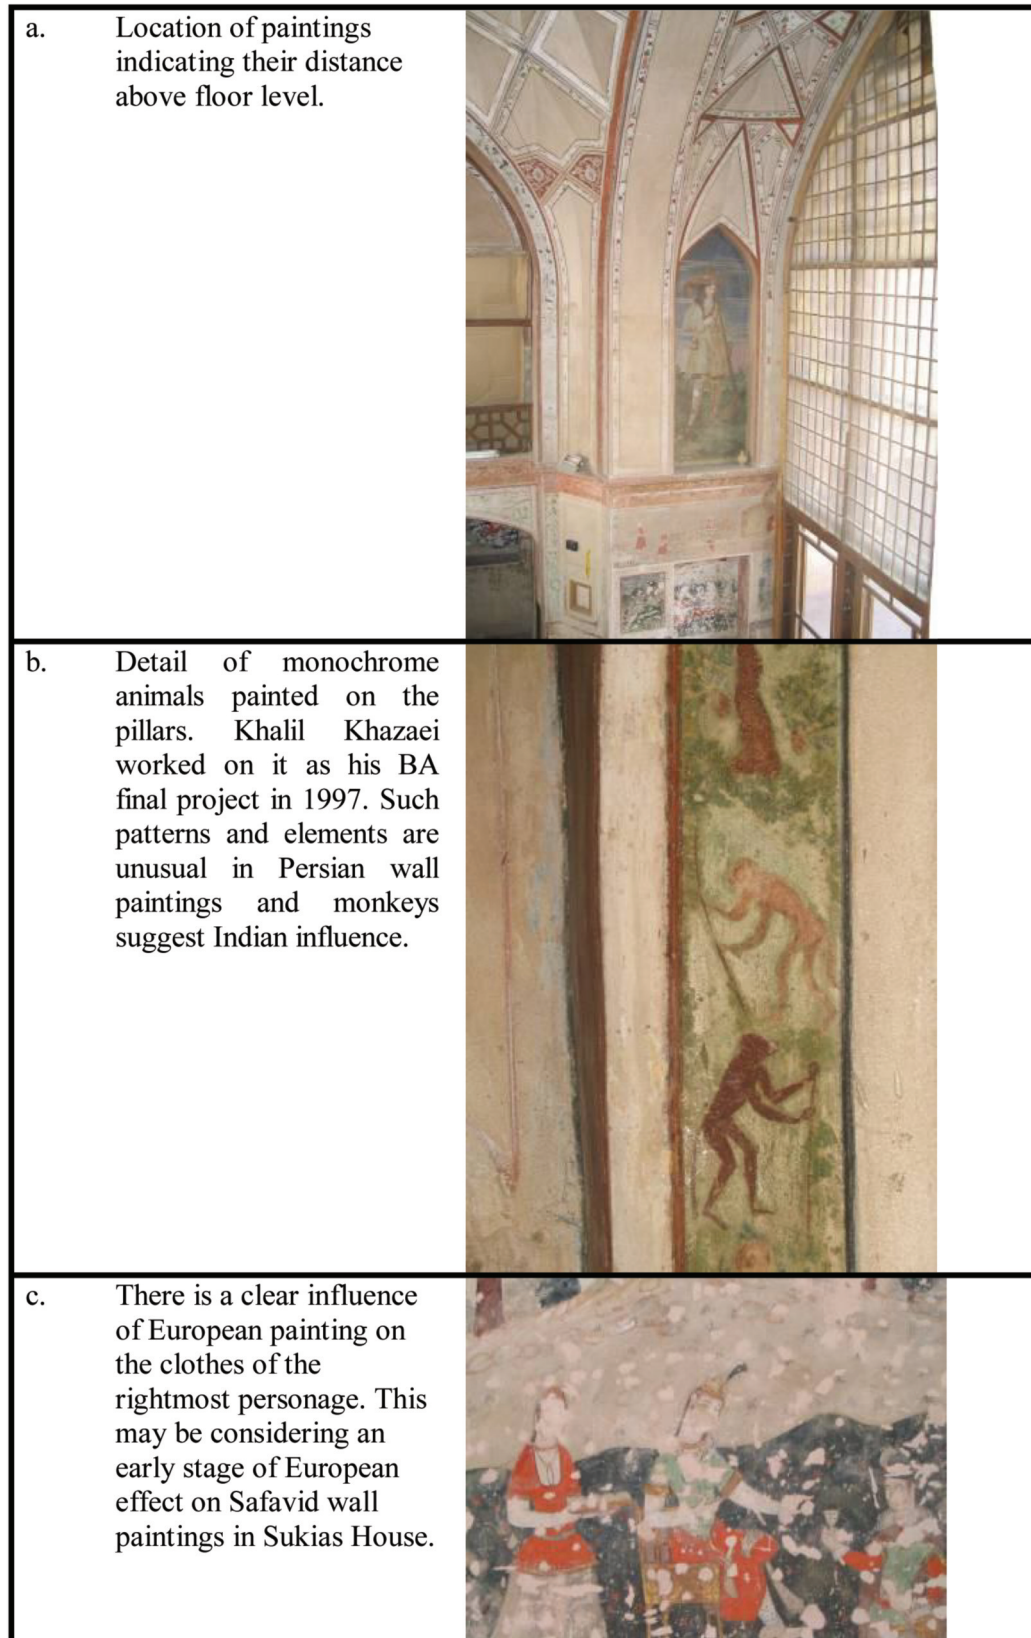 a. Location of paintings
indicating their distance
above floor level.
b. Detail of monochrome
animals painted on the
pillars. Khalil Khazaei
worked on it as his BA
final project in 1997. Such
patterns and elements are
unusual in Persian wall
paintings and monkeys
suggest Indian influence.
c. There is a clear influence
of European painting on
the clothes of the
rightmost personage. This
may be considering an
early stage of European
effect on Safavid wall
paintings in Sukias House.